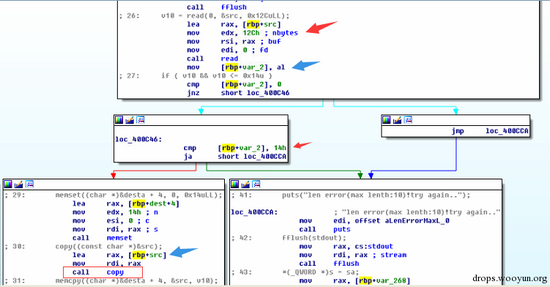 call    fflush
; 26:   v10 = read(0, &src, 0x12CuLL);
lea     rax, [rbp+src]
mov     edx, 12Ch ; nbytes
mov     rsi, rax ; buf
mov     edi, 0 ; fd
call    read
mov     [rbp+var_2], al
; 27:   if ( v10 && v10 <= 0x14u )
cmp     [rbp+var_2], 0
jnz     short loc_400C46
loc_400C46:
cmp     [rbp+var_2], 14h
ja      short loc_400CCA
jmp     loc_400CCA
; 29:     memset((char *)&desta + 4, 0, 0x14uLL);
lea     rax, [rbp+dest+4]
mov     edx, 14h ; n
mov     esi, 0 ; c
mov     rdi, rax ; s
call    memset
; 30:     copy((const char *)&src);
lea     rax, [rbp+src]
mov     rdi, rax
call    copy
; 31:     memcpy((char *)&desta + 4, &src, v10);
; 41:     puts("len error(max lenth:10)!try again..");
loc_400CCA:             ; "len error(max lenth:10)!try again.."
mov     edi, offset aLenErrorMaxL_0
call    puts
; 42:     fflush(stdout);
mov     rax, cs:stdout
mov     rdi, rax ; stream
call    fflush
; 43:     *(_QWORD *)s = sa;
mov     rax, [rbp+var_268]
drops.wooyun.org